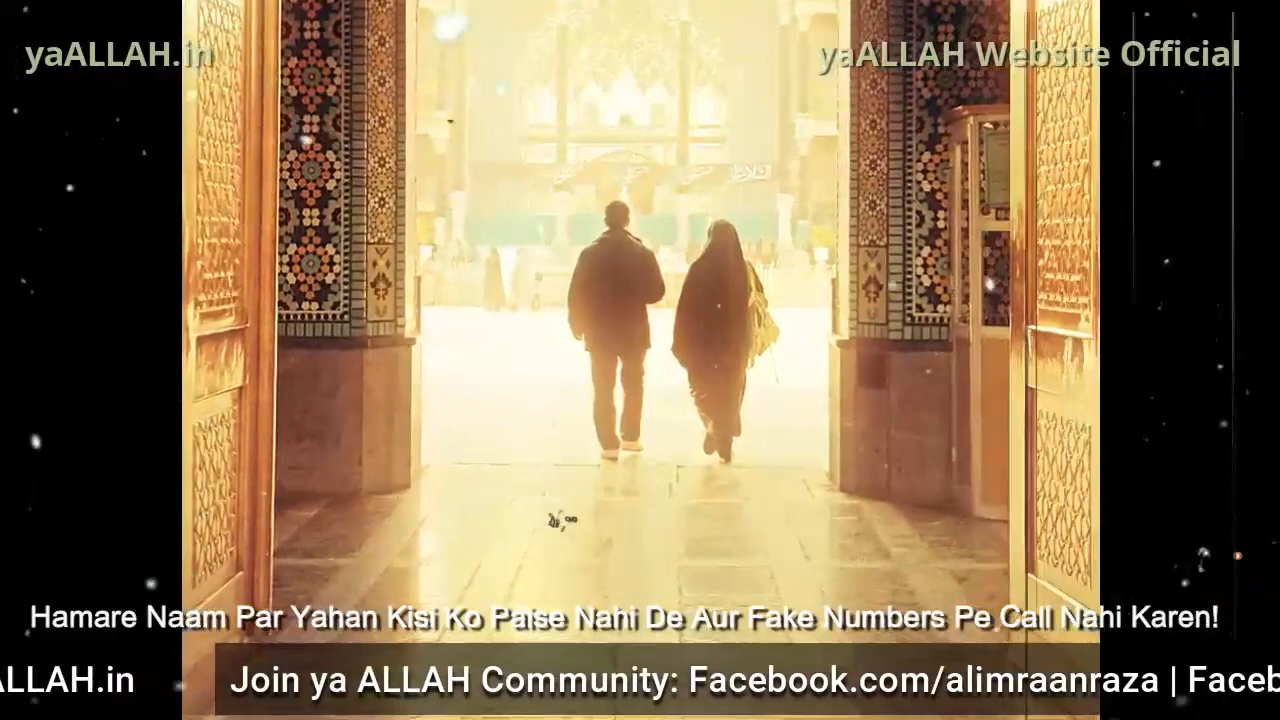 yaALLAH.in
yaALLAH Website Official
Hamare Naam Par Yahan Kisi Ko Paise Nahi De Aur Fake Numbers Pe Call Nahi Karen!
ALLAH.in
Join ya ALLAH Community: Facebook.com/alimraanraza | Faceb